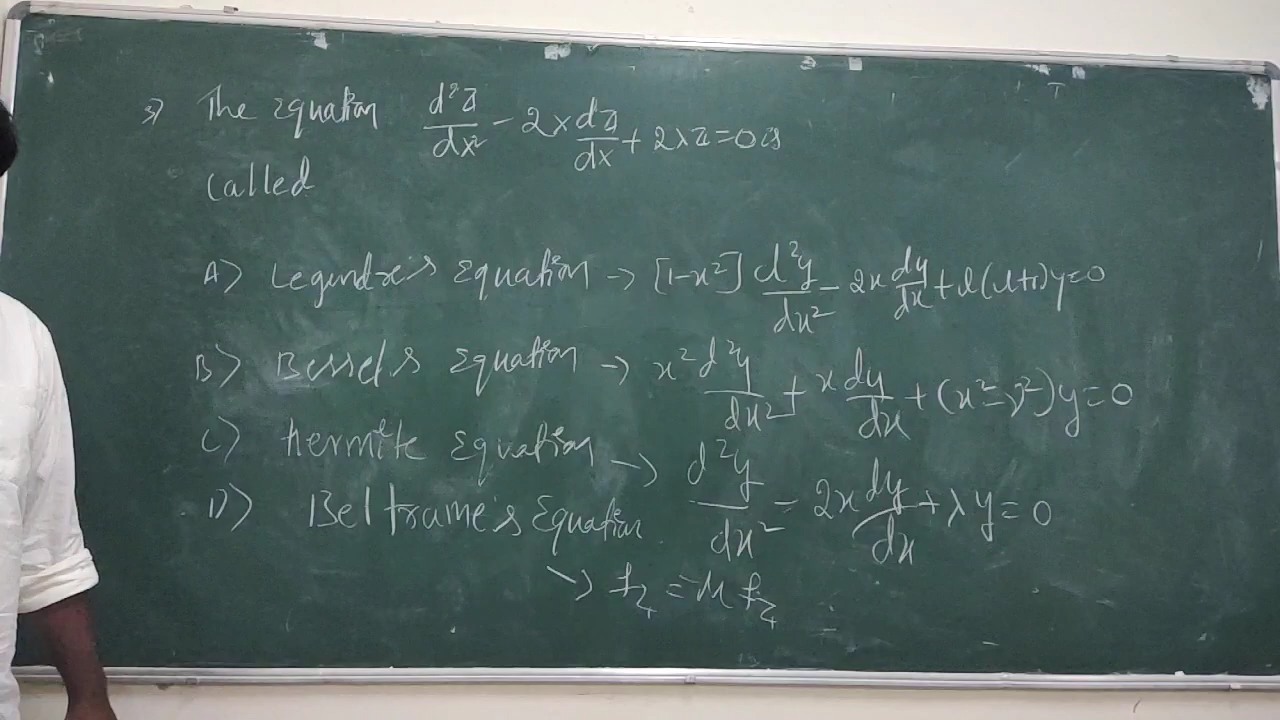 3) The Equation d²z/dx² - 2x dz/dx + 2λz = 0 is
called
A) Legendre's Equation → [1-x²] d²y/dx² - 2x dy/dx + l(l+1)y=0
B) Bessel's Equation → x² d²y/dx² + x dy/dx + (x²-ν²)y=0
C) hermite Equation → d²y/dx² - 2x dy/dx + λy=0
D) Beltrame's Equation